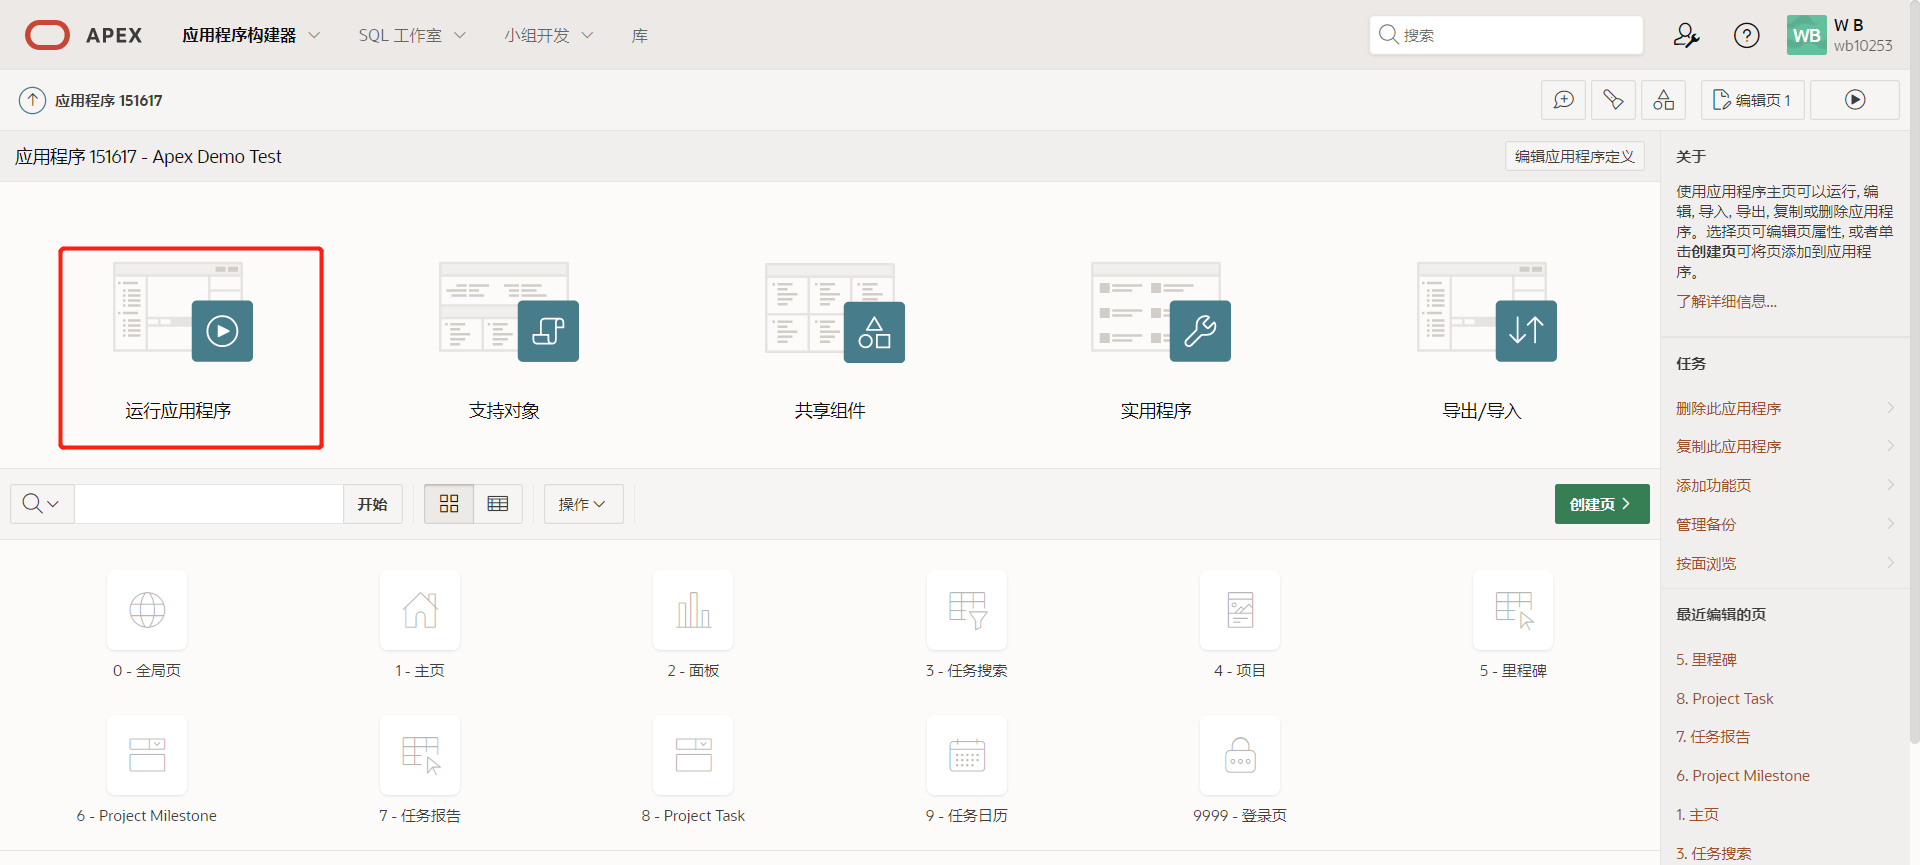 APEX
应用程序构建器
SQL 工作室
小组开发
库
搜索
WB
W B
wb10253
应用程序 151617
编辑页 1
应用程序 151617 - Apex Demo Test
编辑应用程序定义
运行应用程序
支持对象
共享组件
实用程序
导出/导入
开始
操作
创建页
0 - 全局页
1 - 主页
2 - 面板
3 - 任务搜索
4 - 项目
5 - 里程碑
6 - Project Milestone
7 - 任务报告
8 - Project Task
9 - 任务日历
9999 - 登录页
关于
使用应用程序主页可以运行, 编
辑, 导入, 导出, 复制或删除应用程
序。选择页可编辑页属性, 或者单
击创建页可将页添加到应用程
序。
了解详细信息...
任务
删除此应用程序
复制此应用程序
添加功能页
管理备份
按面浏览
最近编辑的页
5. 里程碑
8. Project Task
7. 任务报告
6. Project Milestone
1. 主页
3. 任务搜索